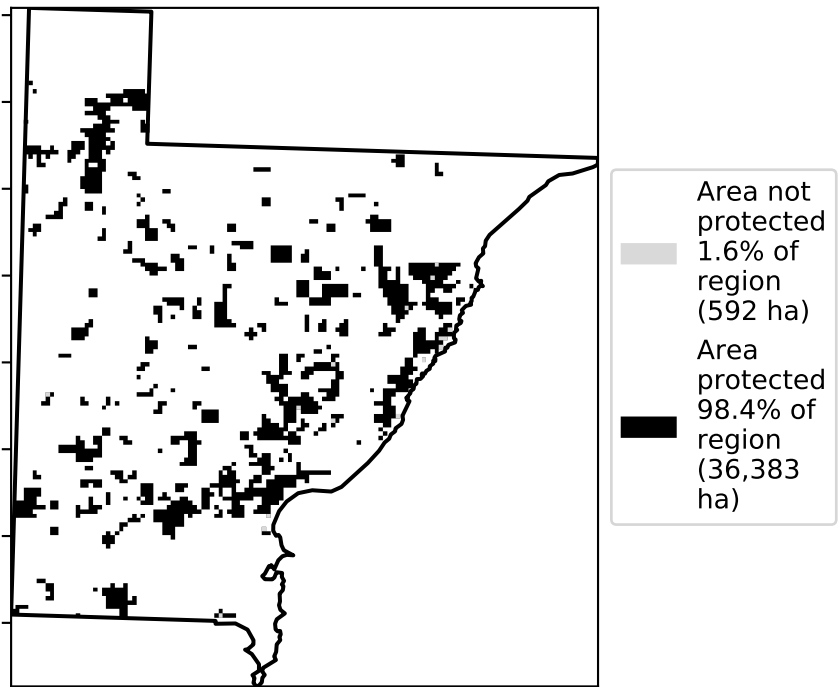 Area not
protected
1.6% of
region
(592 ha)
Area
protected
98.4% of
region
(36,383
ha)